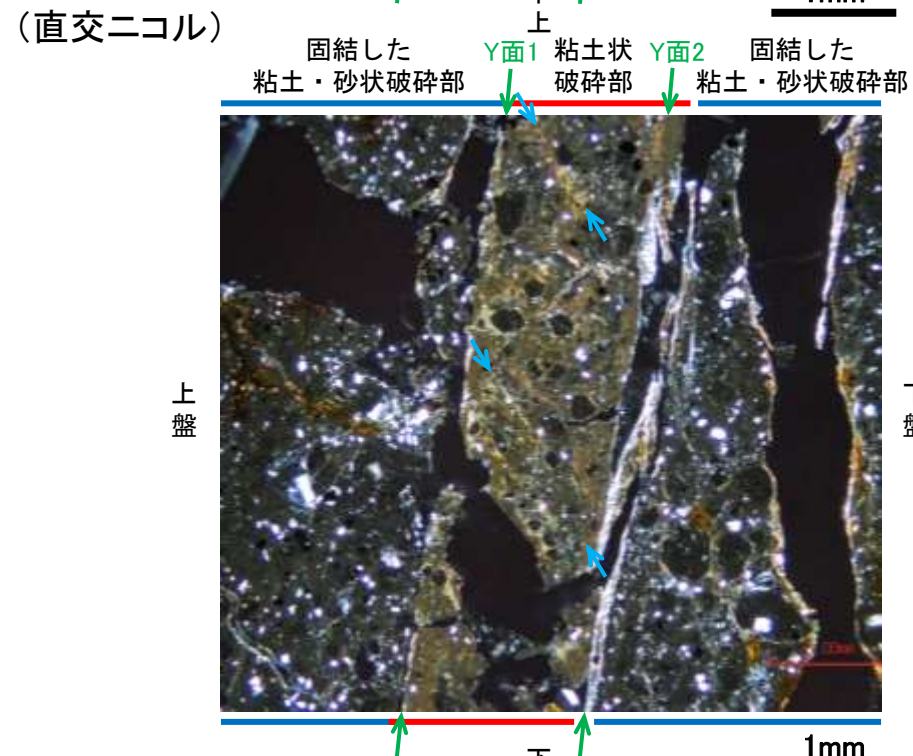 1mm
(直交ニコル)
上
固結した
粘土・砂状破砕部
Y面1
粘土状
破砕部
Y面2
固結した
粘土・砂状破砕部
上
盤
盤
1mm